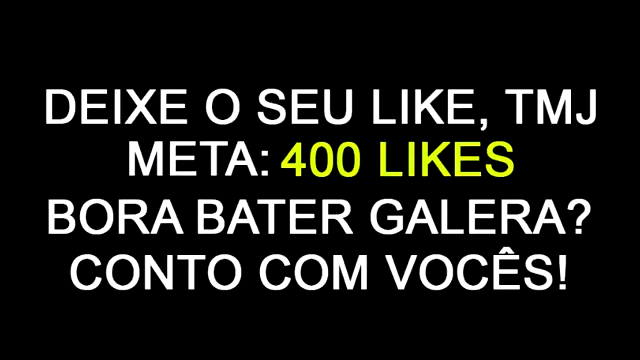 DEIXE O SEU LIKE, TMJ
META: 400 LIKES
BORA BATER GALERA?
CONTO COM VOCÊS!